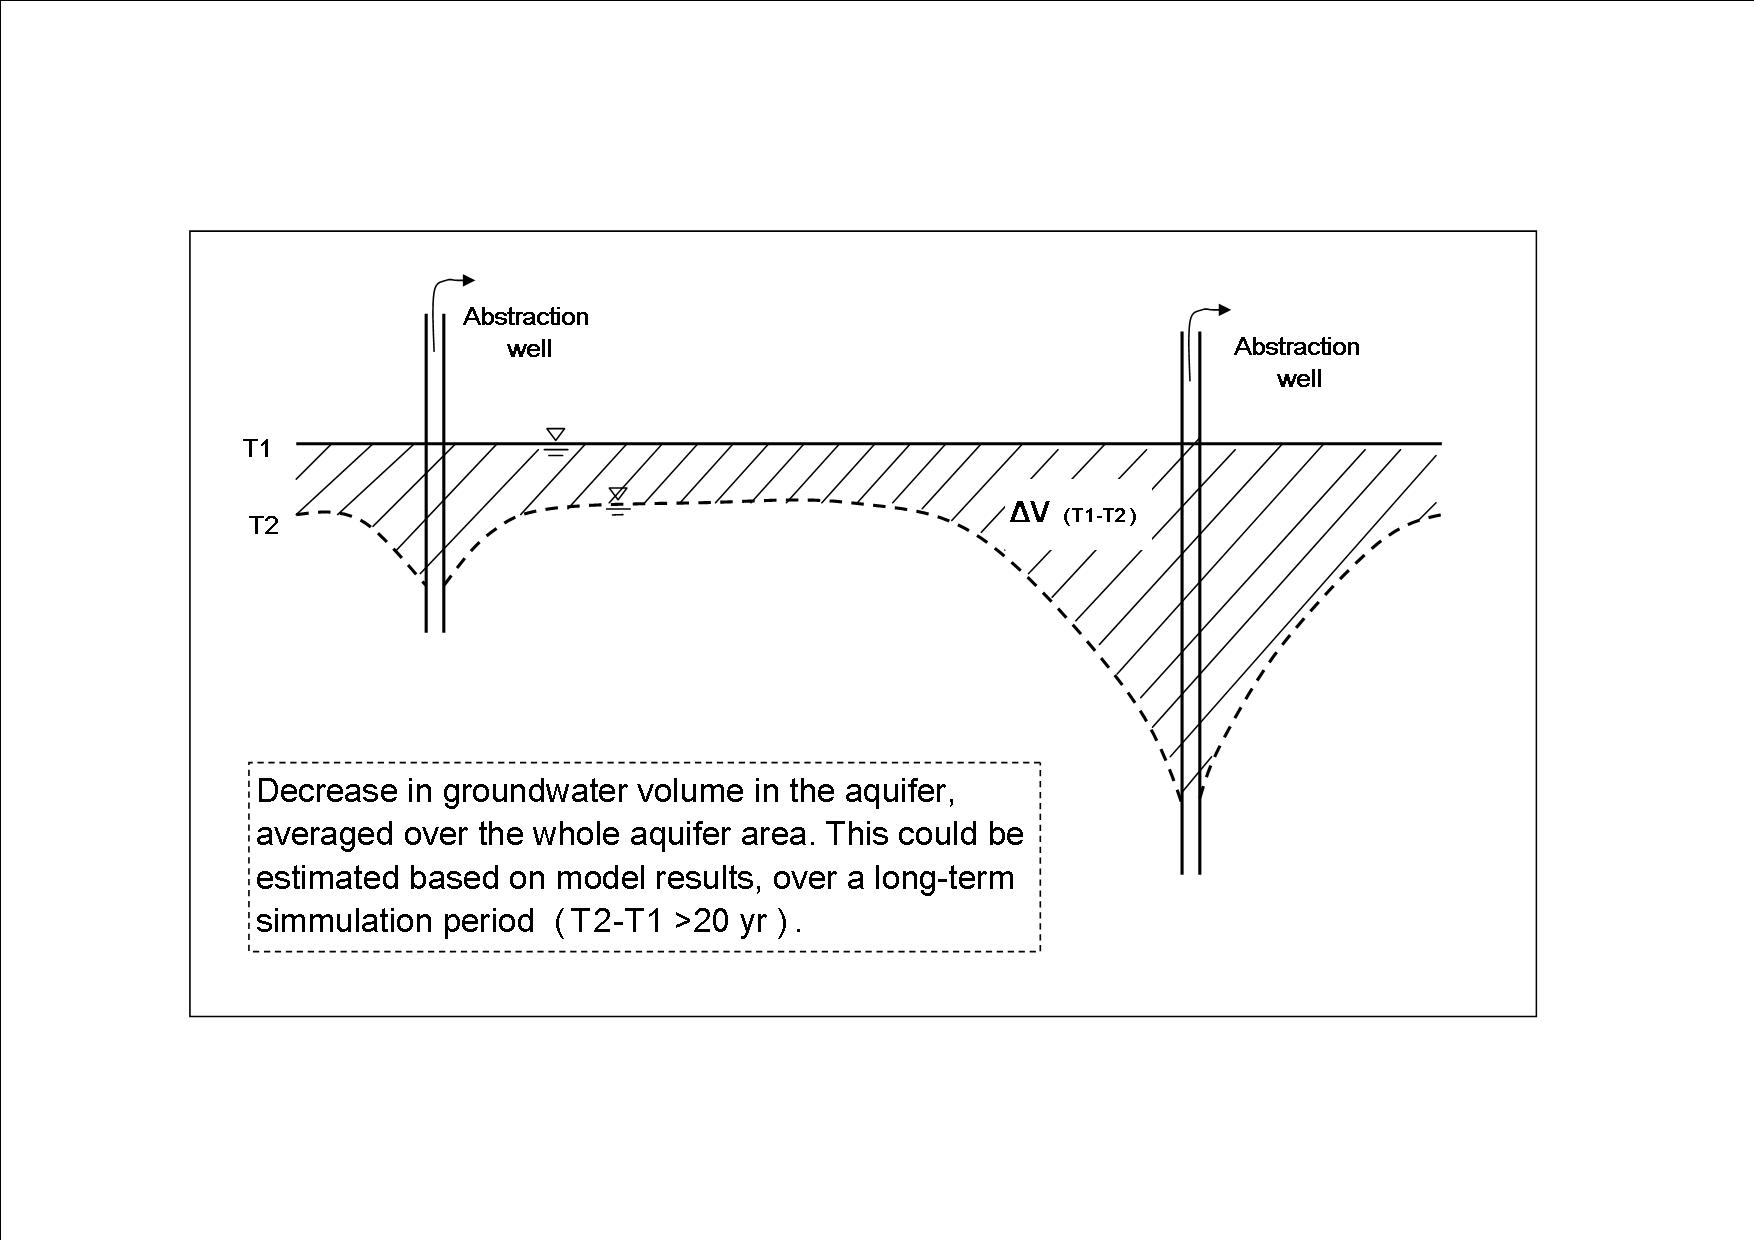 Abstraction
well
Abstraction
well
T1
T2
ΔV (T1-T2)
Decrease in groundwater volume in the aquifer,
averaged over the whole aquifer area. This could be
estimated based on model results, over a long-term
simmulation period (T2-T1 >20 yr ).